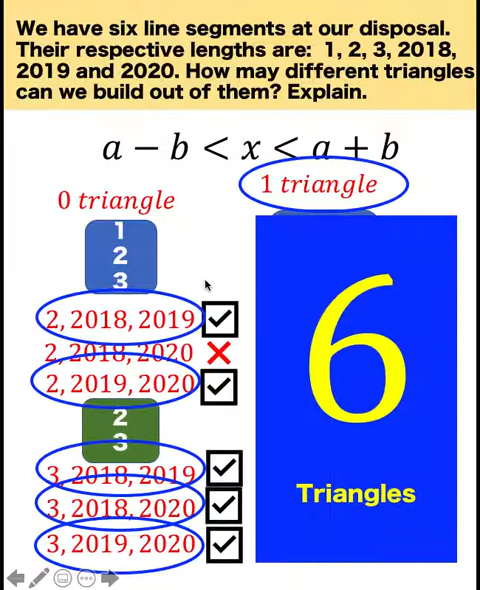 We have six line segments at our disposal.
Their respective lengths are: 1, 2, 3, 2018,
2019 and 2020. How may different triangles
can we build out of them? Explain.
a − b < x < a + b
0 triangle
1 triangle
1
2
3
2, 2018, 2019
2, 2018, 2020
2, 2019, 2020
2
3
3, 2018, 2019
3, 2018, 2020
3, 2019, 2020
6
Triangles